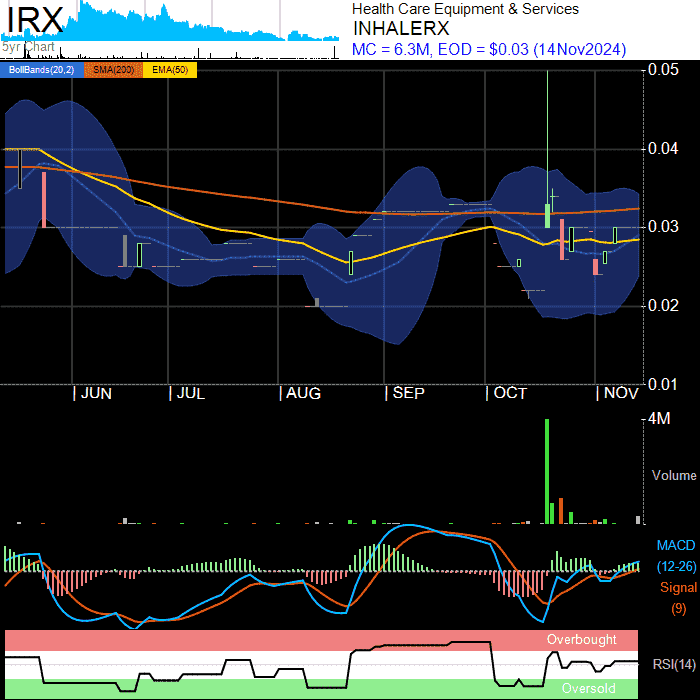 IRX
5yr Chart
Health Care Equipment & Services
INHALERX
MC = 6.3M, EOD = $0.03 (14Nov2024)
BollBands(20,2) SMA(200) EMA(50)
0.05
0.04
0.03
0.02
0.01
JUN JUL AUG SEP OCT NOV
4M
Volume
MACD
(12-26)
Signal
(9)
Overbought
RSI(14)
Oversold